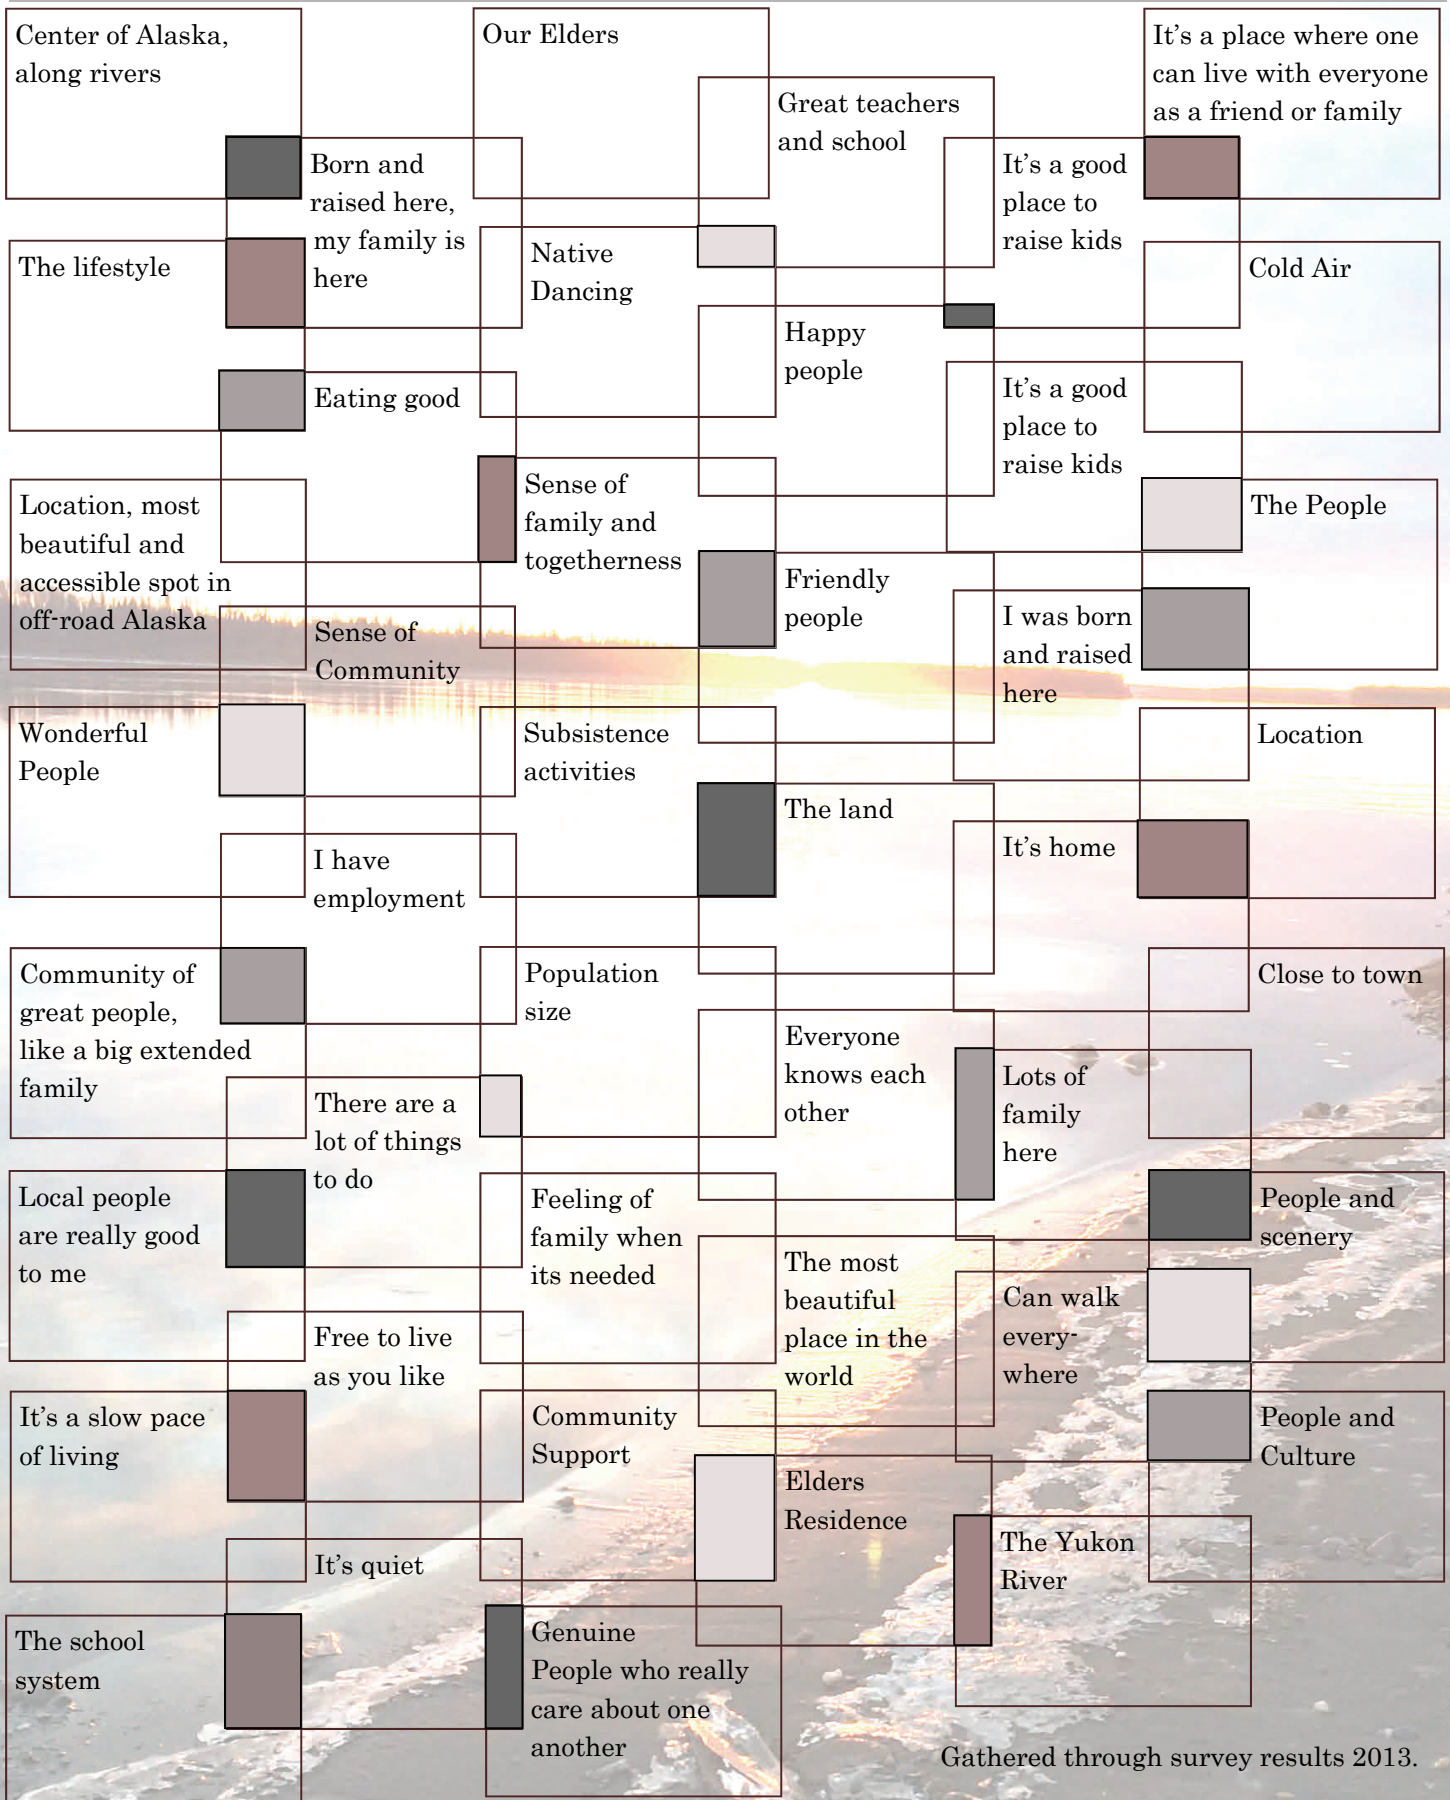 Center of Alaska,
along rivers
Our Elders
It's a place where one
can live with everyone
as a friend or family
Great teachers
and school
Born and
raised here,
my family is
here
It's a good
place to
raise kids
The lifestyle
Native
Dancing
Cold Air
Happy
people
Eating good
It's a good
place to
raise kids
Location, most
beautiful and
accessible spot in
off-road Alaska
Sense of
family and
togetherness
The People
Friendly
people
I was born
and raised
here
Sense of
Community
Wonderful
People
Subsistence
activities
Location
The land
It's home
I have
employment
Community of
great people,
like a big extended
family
Population
size
Close to town
Everyone
knows each
other
Lots of
family
here
There are a
lot of things
to do
Local people
are really good
to me
Feeling of
family when
its needed
People and
scenery
The most
beautiful
place in the
world
Can walk
every-
where
Free to live
as you like
It's a slow pace
of living
Community
Support
People and
Culture
Elders
Residence
The Yukon
River
It's quiet
The school
system
Genuine
People who really
care about one
another
Gathered through survey results 2013.